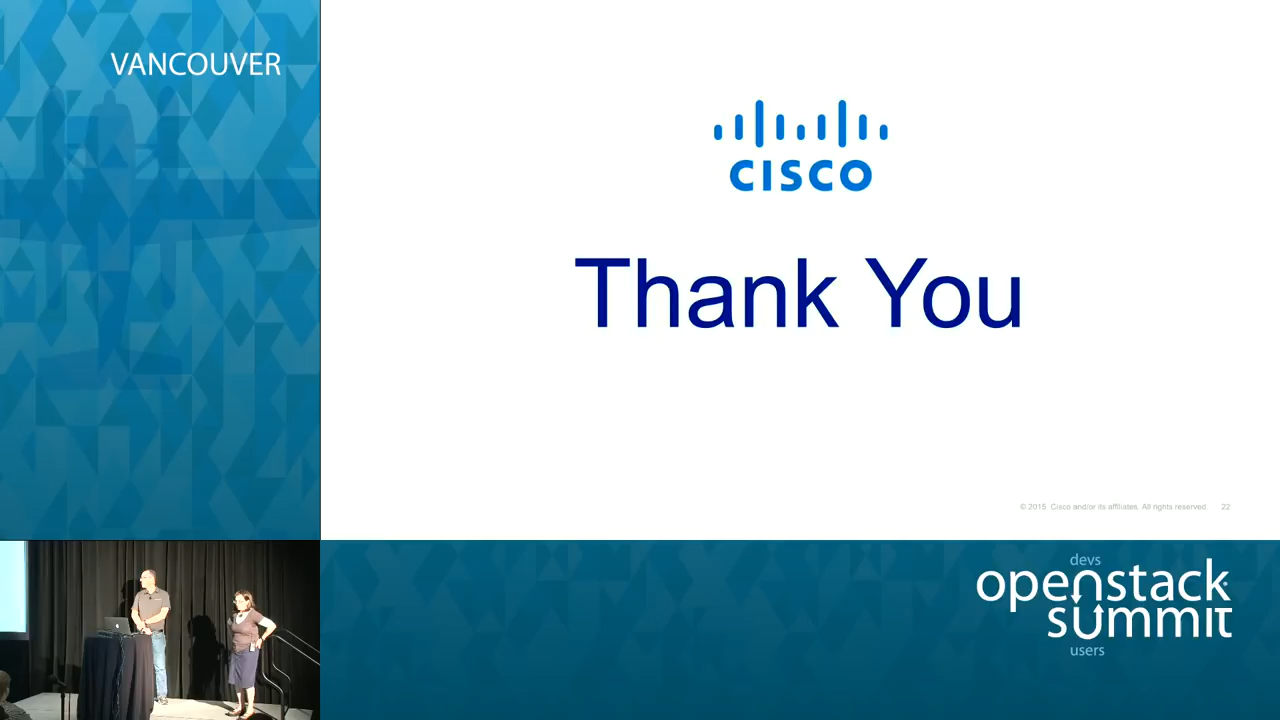 VANCOUVER
CISCO
Thank You
© 2015 Cisco and/or its affiliates. All rights reserved. 22
devs
openstack
summit
users